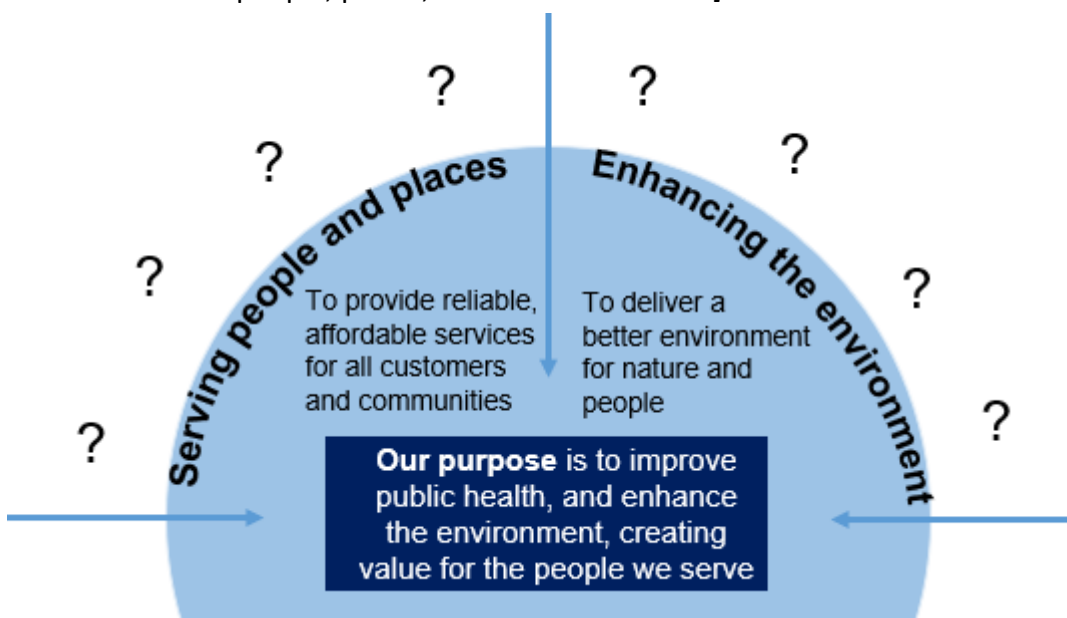 ?
?
?
?
?
?
?
?
Serving people and places
Enhancing the environment
To provide reliable,
affordable services
for all customers
and communities
To deliver a
better environment
for nature and
people
Our purpose is to improve
public health, and enhance
the environment, creating
value for the people we serve